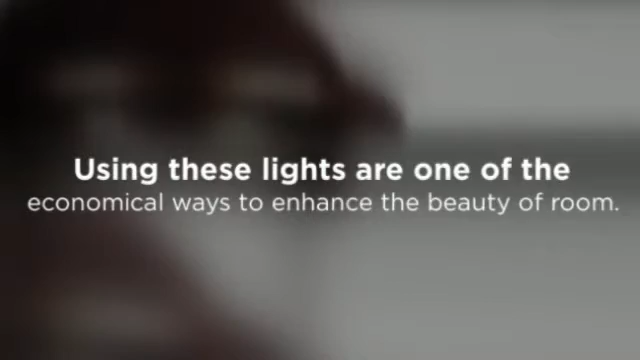 Using these lights are one of the
economical ways to enhance the beauty of room.